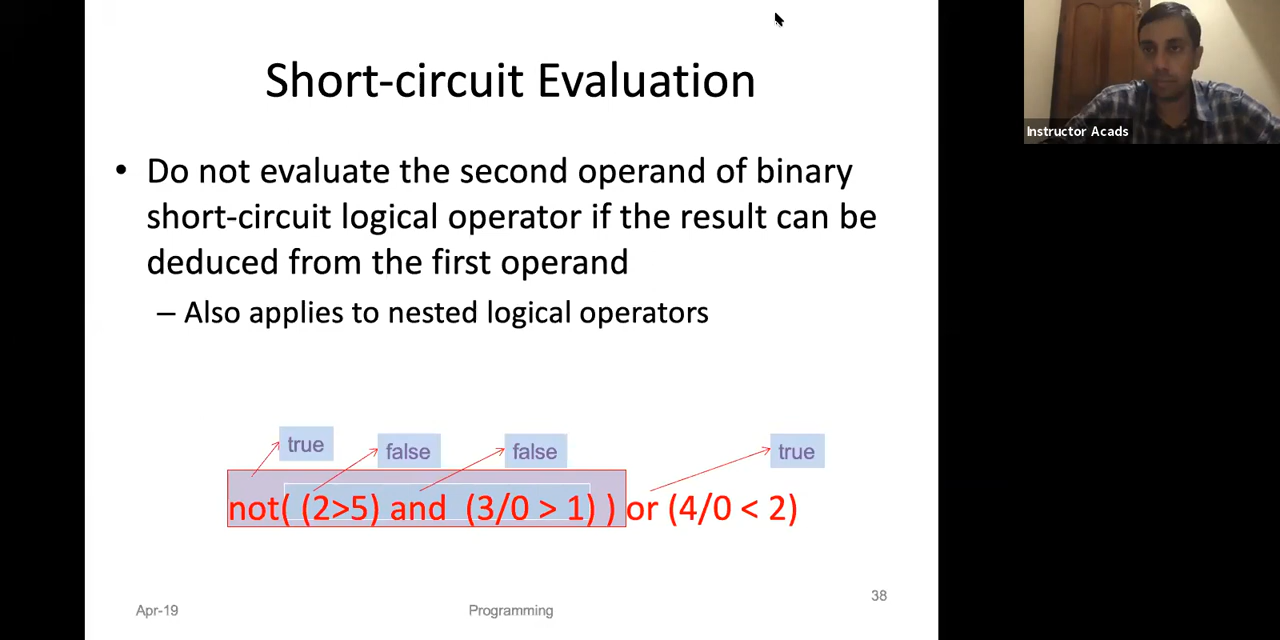 Short-circuit Evaluation
Instructor Acads
• Do not evaluate the second operand of binary
short-circuit logical operator if the result can be
deduced from the first operand
– Also applies to nested logical operators
true
false
false
true
not( (2>5) and (3/0 > 1) ) or (4/0 < 2)
Apr-19
Programming
38